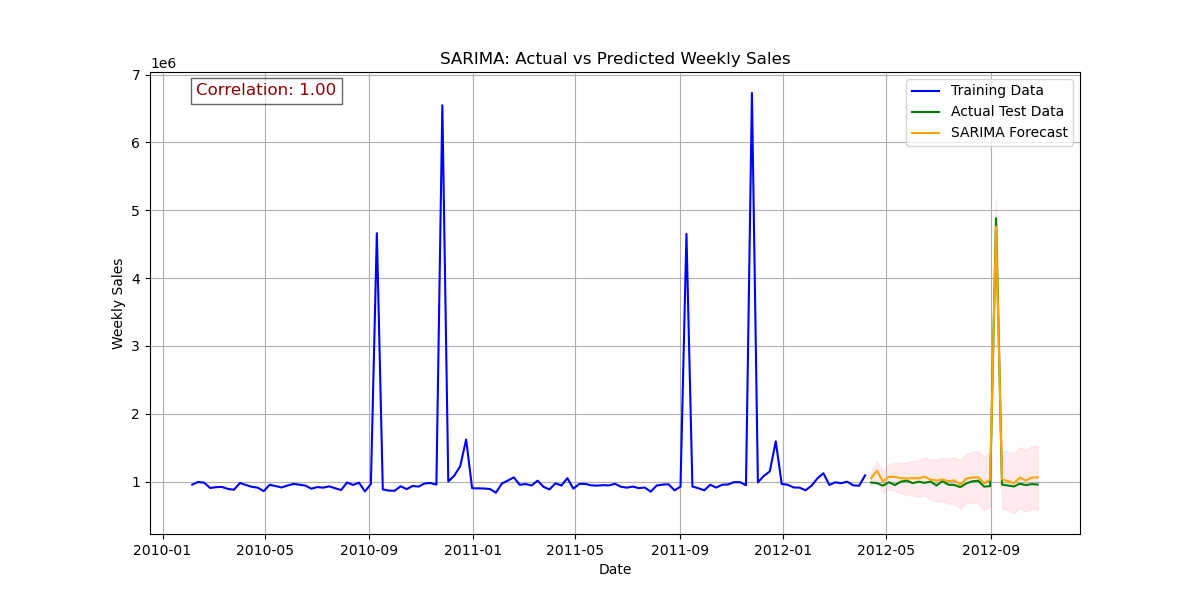 SARIMA: Actual vs Predicted Weekly Sales
1e6
Correlation: 1.00
Training Data
Actual Test Data
SARIMA Forecast
7
6
5
4
3
2
1
Weekly Sales
2010-01 2010-05 2010-09 2011-01 2011-05 2011-09 2012-01 2012-05 2012-09
Date